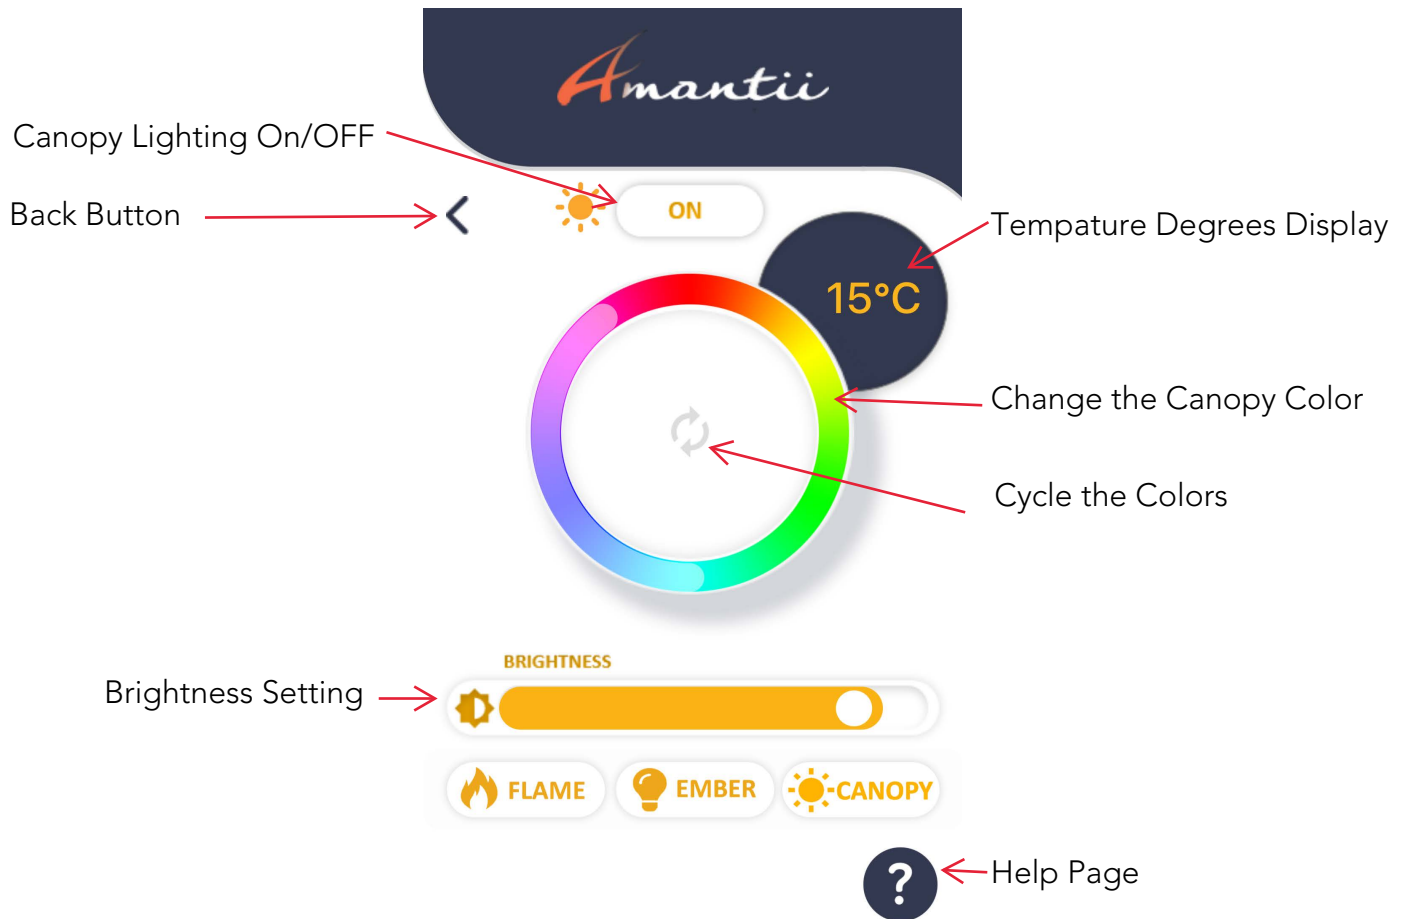 Amantii
Canopy Lighting On/OFF
Back Button
ON
Tempature Degrees Display
15°C
Change the Canopy Color
Cycle the Colors
BRIGHTNESS
Brightness Setting
FLAME
EMBER
CANOPY
?
Help Page